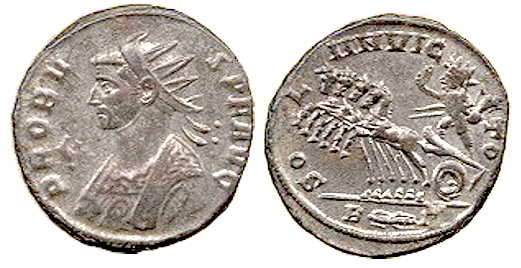 PROBVS P F AVG
SOLI INVICTO
R Γ